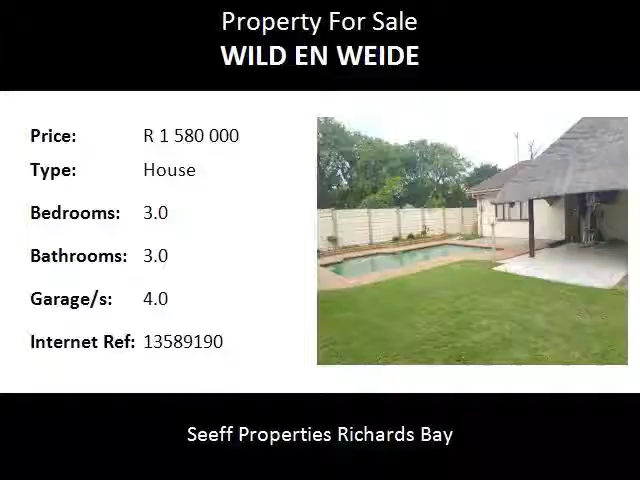 Property For Sale
WILD EN WEIDE
Price: R 1 580 000
Type: House
Bedrooms: 3.0
Bathrooms: 3.0
Garage/s: 4.0
Internet Ref: 13589190
Seeff Properties Richards Bay